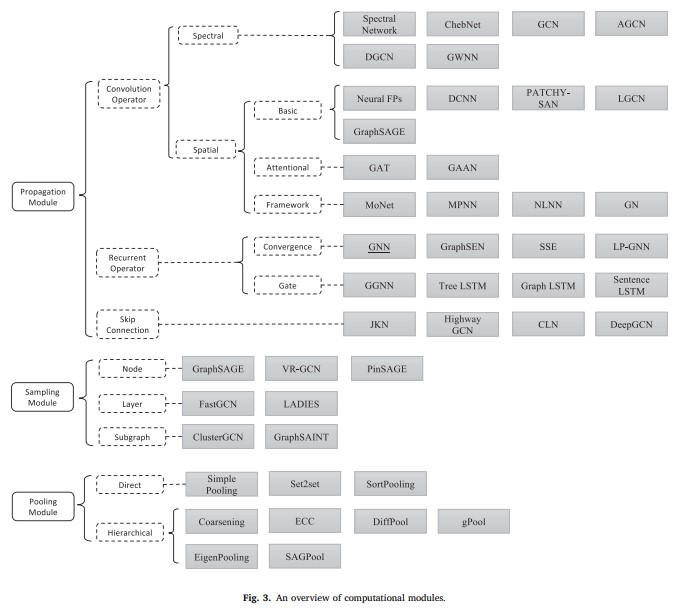 Spectral
Network
ChebNet
GCN
AGCN
Spectral
DGCN
GWNN
Convolution
Operator
Neural FPs
DCNN
PATCHY-
SAN
LGCN
Basic
GraphSAGE
Spatial
Attentional
GAT
GAAN
Propagation
Module
Framework
MoNet
MPNN
NLNN
GN
Convergence
GNN
GraphSEN
SSE
LP-GNN
Recurrent
Operator
Gate
GGNN
Tree LSTM
Graph LSTM
Sentence
LSTM
Skip
Connection
JKN
Highway
GCN
CLN
DeepGCN
Node
GraphSAGE
VR-GCN
PinSAGE
Sampling
Module
Layer
FastGCN
LADIES
Subgraph
ClusterGCN
GraphSAINT
Direct
Simple
Pooling
Set2set
SortPooling
Pooling
Module
Hierarchical
Coarsening
ECC
DiffPool
gPool
EigenPooling
SAGPool
Fig. 3. An overview of computational modules.